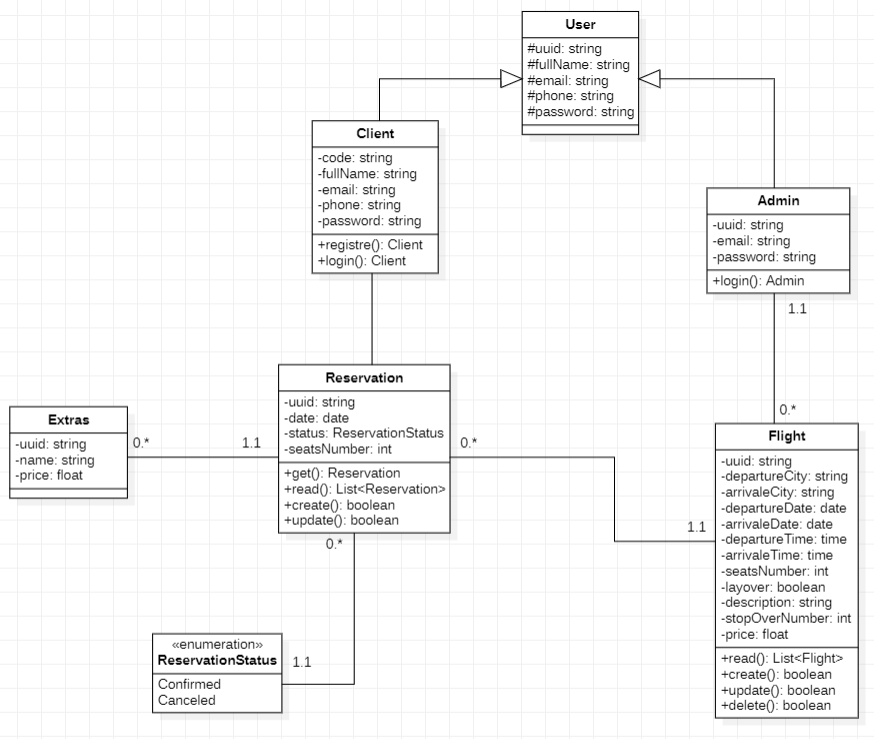 User
#uuid: string
#fullName: string
#email: string
#phone: string
#password: string
Client
-code: string
-fullName: string
-email: string
-phone: string
-password: string
+registre(): Client
+login(): Client
Admin
-uuid: string
-email: string
-password: string
+login(): Admin
1.1
0.*
Reservation
-uuid: string
-date: date
-status: ReservationStatus
-seatsNumber: int
+get(): Reservation
+read(): List<Reservation>
+create(): boolean
+update(): boolean
Extras
-uuid: string
-name: string
-price: float
0.*
1.1
0.*
1.1
Flight
-uuid: string
-departureCity: string
-arrivaleCity: string
-departureDate: date
-arrivaleDate: date
-departureTime: time
-arrivaleTime: time
-seatsNumber: int
-layover: boolean
-description: string
-stopOverNumber: int
-price: float
+read(): List<Flight>
+create(): boolean
+update(): boolean
+delete(): boolean
0.*
«enumeration»
ReservationStatus
Confirmed
Canceled
1.1